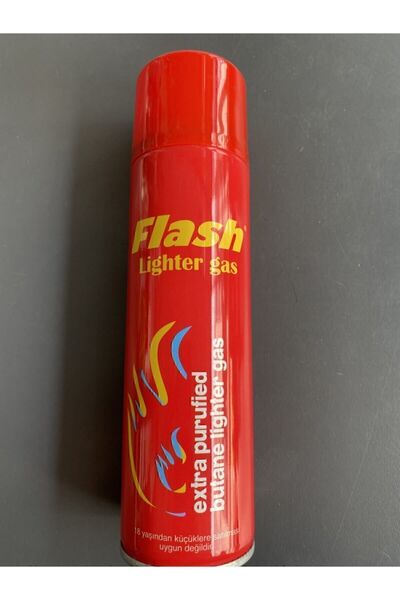 Flash
Lighter gas
extra purufied
butane lighter gas
18 yaşından küçüklere satılması
uygun değildir